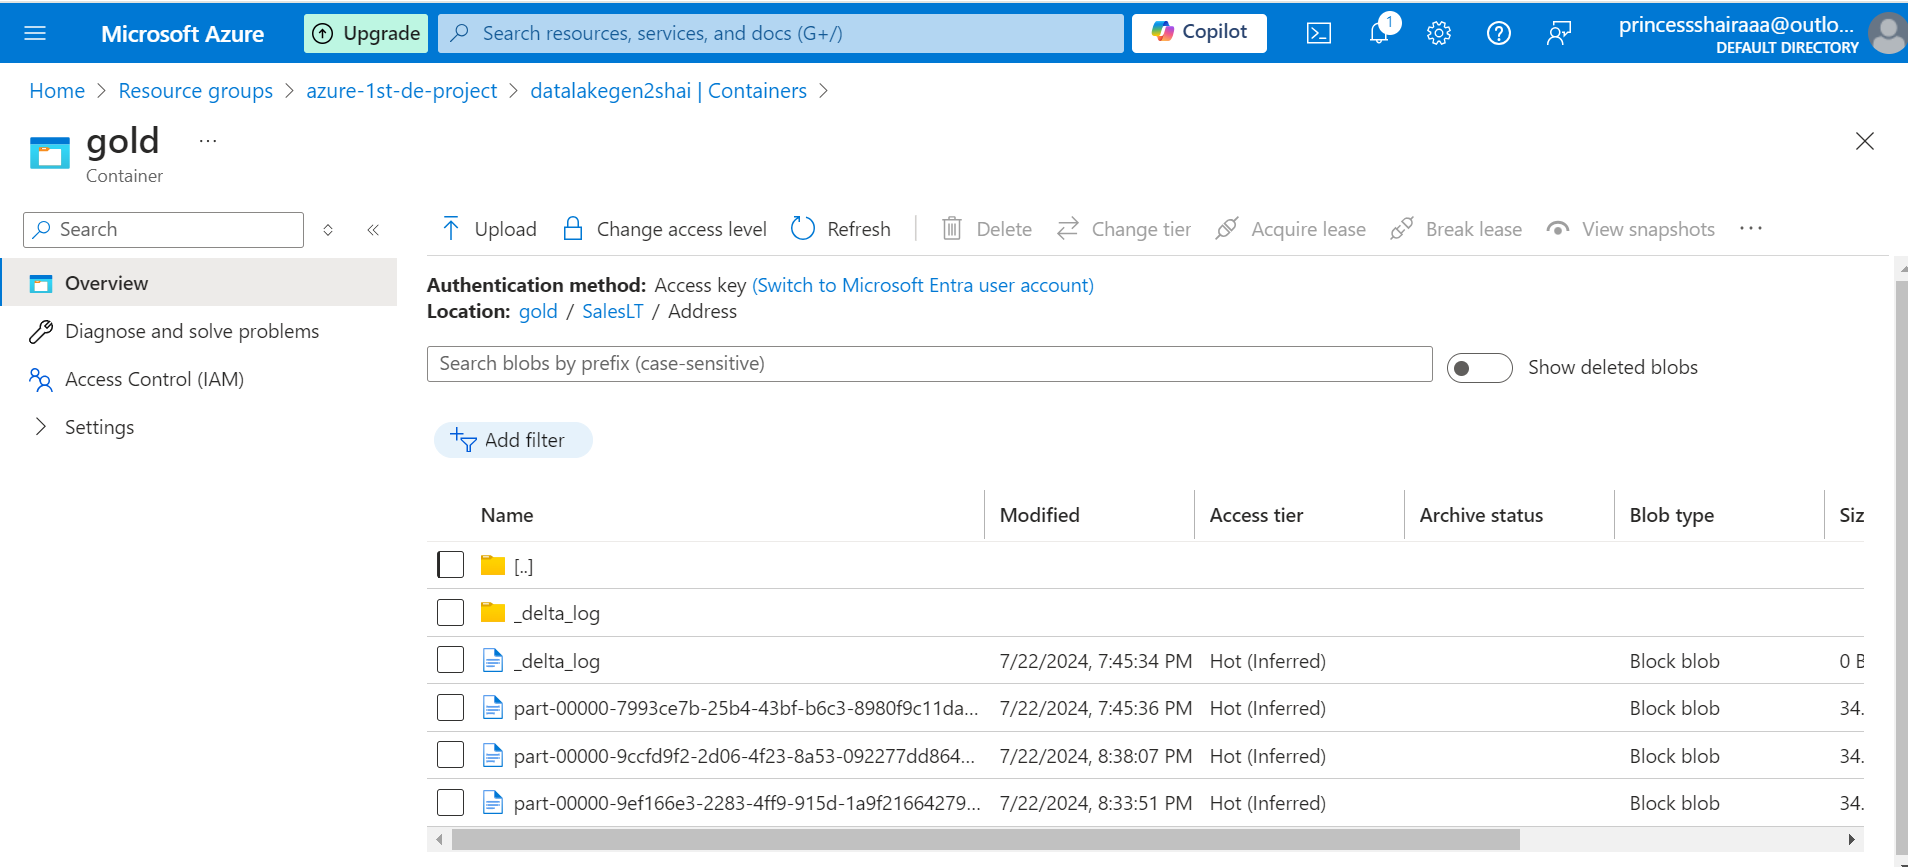 Microsoft Azure
Upgrade
Search resources, services, and docs (G+/)
Copilot
1
princessshairaaa@outlo...
DEFAULT DIRECTORY
Home > Resource groups > azure-1st-de-project > datalakegen2shai | Containers >
gold ...
Container
Search
Overview
Diagnose and solve problems
Access Control (IAM)
Settings
Upload Change access level Refresh Delete Change tier Acquire lease Break lease View snapshots ...
Authentication method: Access key (Switch to Microsoft Entra user account)
Location: gold / SalesLT / Address
Search blobs by prefix (case-sensitive)
Show deleted blobs
Add filter
Name Modified Access tier Archive status Blob type Siz
[..]
_delta_log
_delta_log 7/22/2024, 7:45:34 PM Hot (Inferred) Block blob 0 B
part-00000-7993ce7b-25b4-43bf-b6c3-8980f9c11da... 7/22/2024, 7:45:36 PM Hot (Inferred) Block blob 34.
part-00000-9ccfd9f2-2d06-4f23-8a53-092277dd864... 7/22/2024, 8:38:07 PM Hot (Inferred) Block blob 34.
part-00000-9ef166e3-2283-4ff9-915d-1a9f21664279... 7/22/2024, 8:33:51 PM Hot (Inferred) Block blob 34.